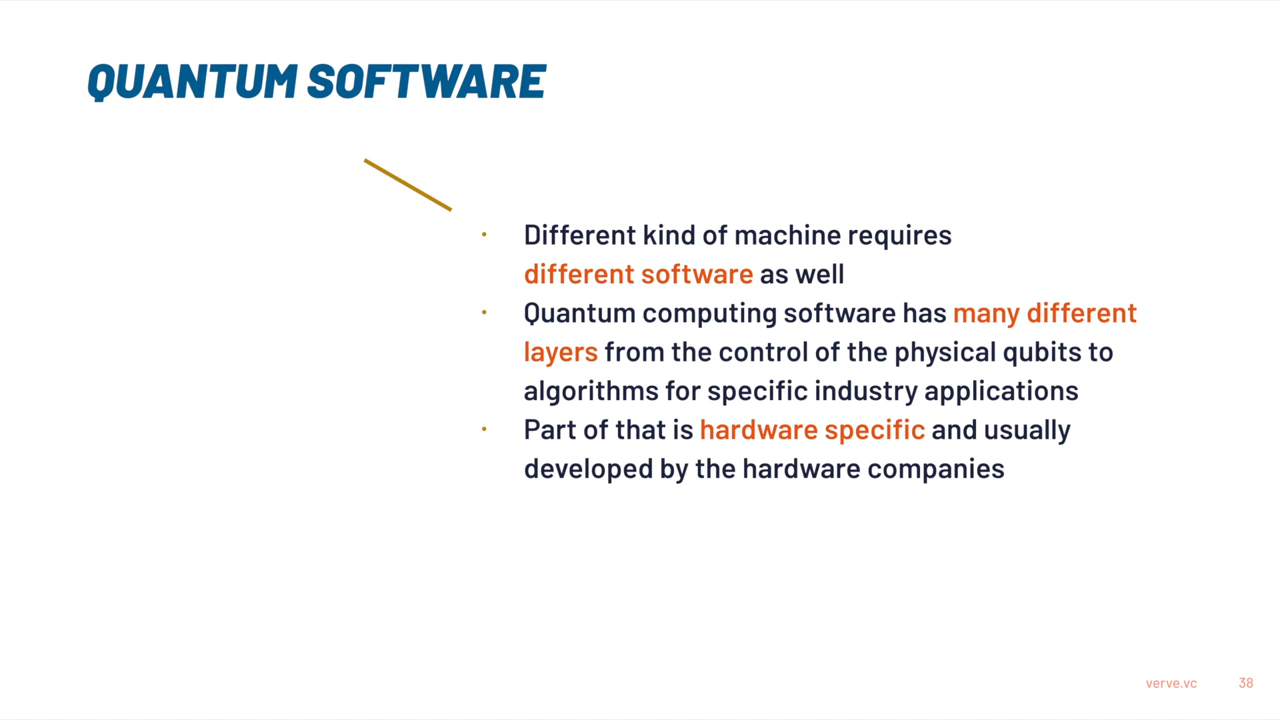 QUANTUM SOFTWARE
· Different kind of machine requires
different software as well
· Quantum computing software has many different
layers from the control of the physical qubits to
algorithms for specific industry applications
· Part of that is hardware specific and usually
developed by the hardware companies
verve.vc 38